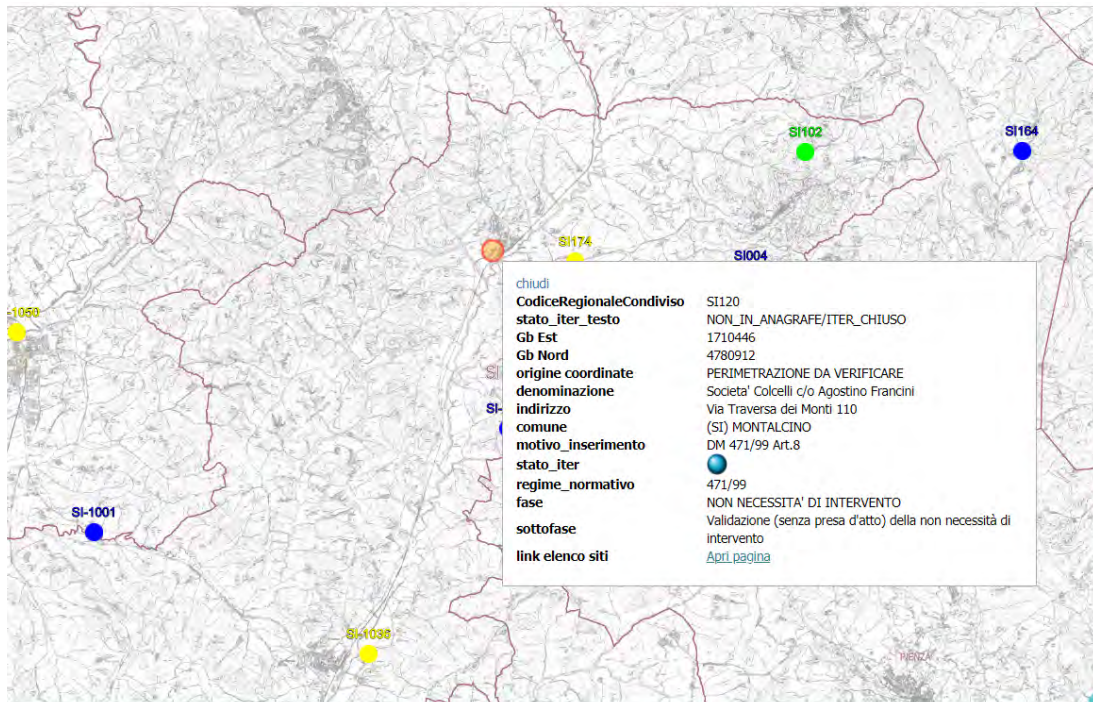 SI102
SI164
SI174
SI004
-1050
chiudi
CodiceRegionaleCondiviso SI120
stato_iter_testo NON_IN_ANAGRAFE/ITER_CHIUSO
Gb Est 1710446
Gb Nord 4780912
origine coordinate PERIMETRAZIONE DA VERIFICARE
denominazione Societa' Colcelli c/o Agostino Francini
indirizzo Via Traversa dei Monti 110
comune (SI) MONTALCINO
motivo_inserimento DM 471/99 Art.8
stato_iter
regime_normativo 471/99
fase NON NECESSITA' DI INTERVENTO
sottofase Validazione (senza presa d'atto) della non necessità di
intervento
link elenco siti Apri pagina
SI-
SI-1001
SI-1036
PIENZA